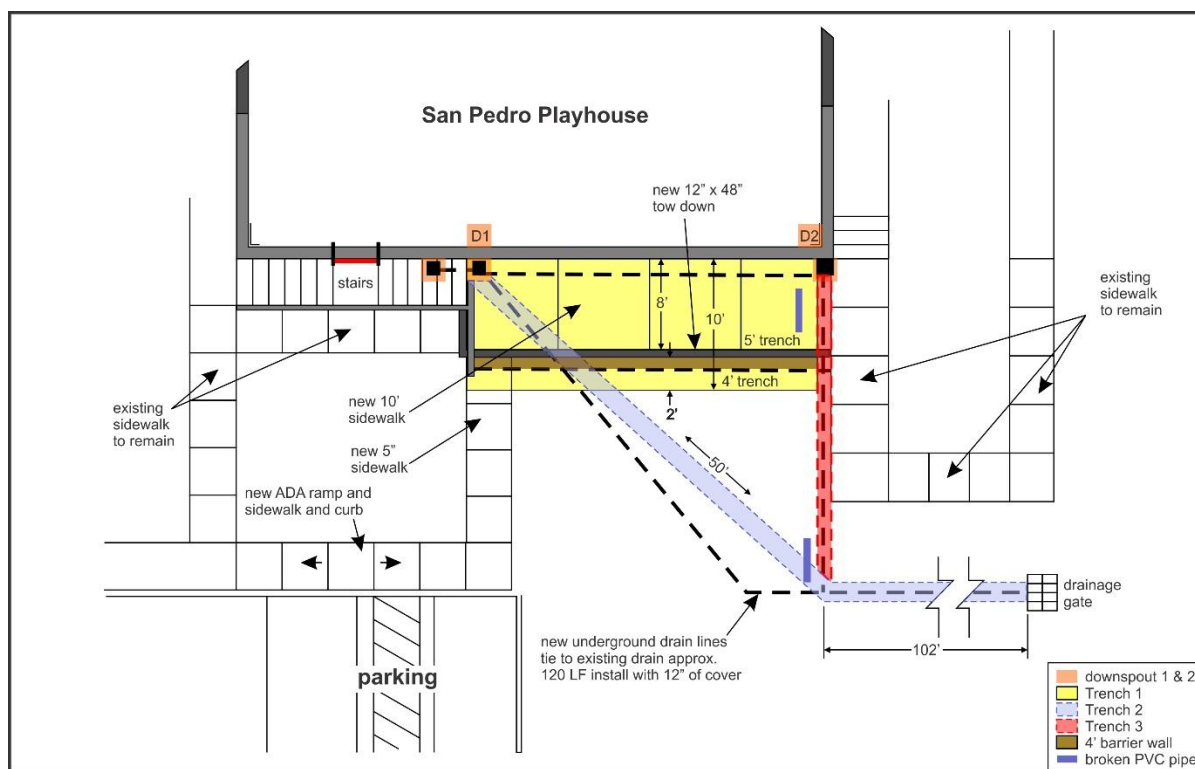 San Pedro Playhouse
new 12” x 48”
tow down
D1
D2
stairs
8’
10’
5’ trench
4’ trench
2’
existing
sidewalk
to remain
existing
sidewalk
to remain
new 10’
sidewalk
new 5”
sidewalk
50’
new ADA ramp and
sidewalk and curb
drainage
gate
new underground drain lines
tie to existing drain approx.
120 LF install with 12” of cover
102’
parking
downspout 1 & 2
Trench 1
Trench 2
Trench 3
4’ barrier wall
broken PVC pipe